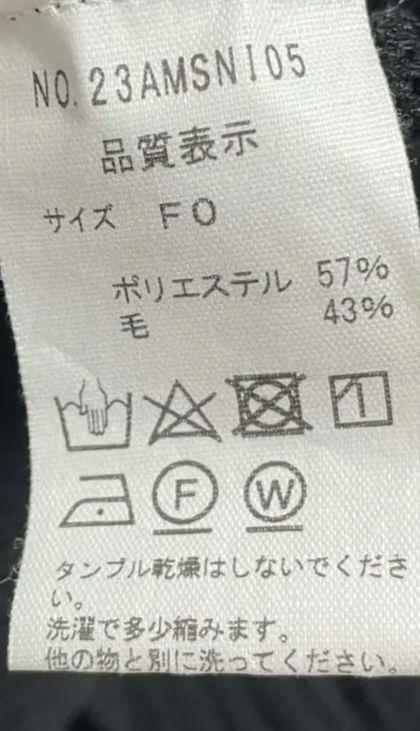 NO.23AMSNI05
品質表示
サイズ FO
ポリエステル 57%
毛 43%
F W
タンブル乾燥はしないでくださ
い。
洗濯で多少縮みます。
他の物と別に洗ってください。